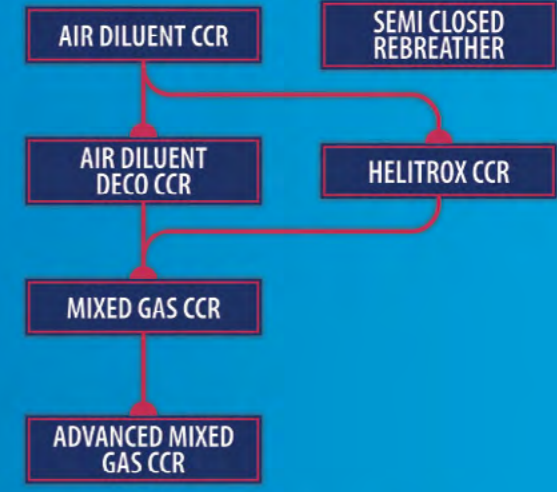 AIR DILUENT CCR
SEMI CLOSED
REBREATHER
AIR DILUENT
DECO CCR
HELITROX CCR
MIXED GAS CCR
ADVANCED MIXED
GAS CCR